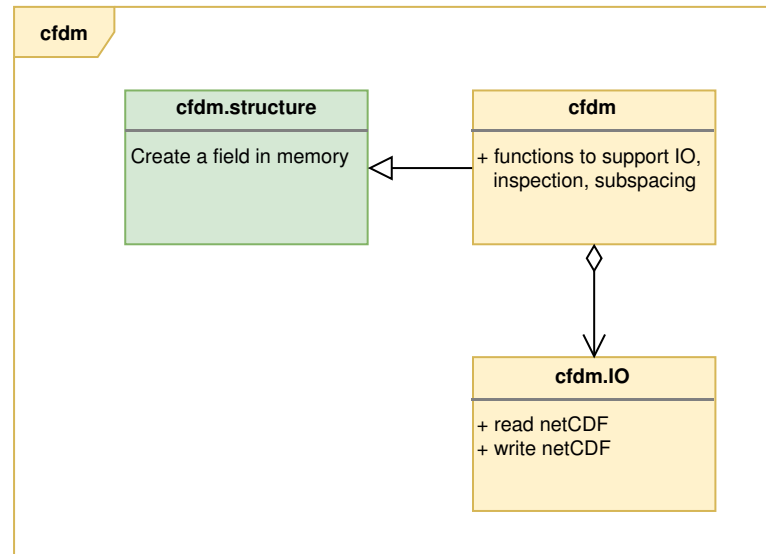 cfdm
cfdm.structure
Create a field in memory
cfdm
+ functions to support IO,
inspection, subspacing
cfdm.IO
+ read netCDF
+ write netCDF